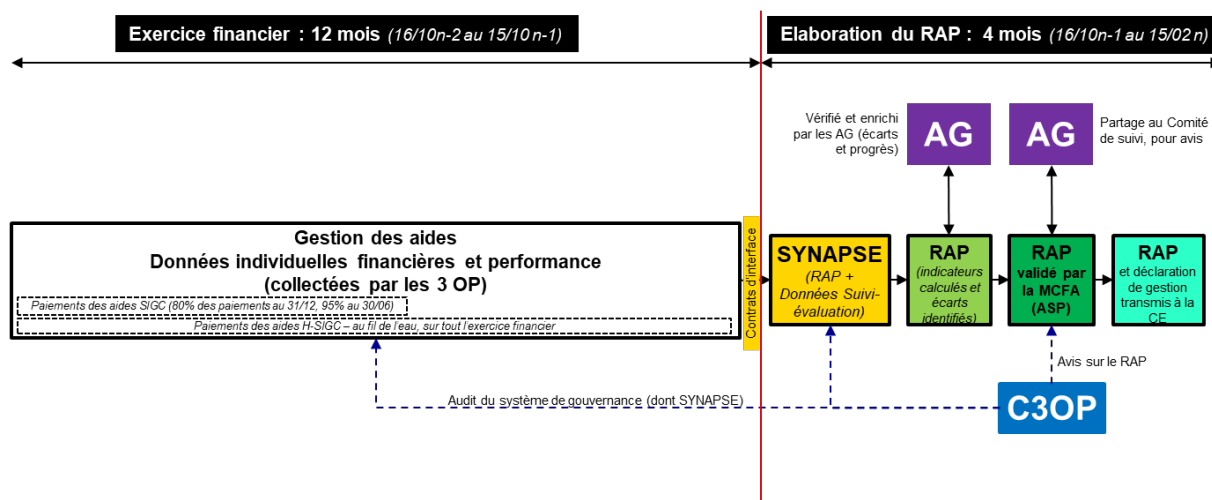 Exercice financier : 12 mois (16/10n-2 au 15/10 n-1)
Elaboration du RAP : 4 mois (16/10n-1 au 15/02 n)
Vérifié et enrichi
par les AG (écarts
et progrès)
AG
AG
Partage au Comité
de suivi, pour avis
Gestion des aides
Données individuelles financières et performance
(collectées par les 3 OP)
Paiements des aides SIGC (80% des paiements au 31/12, 95% au 30/06)
Paiements des aides H-SIGC – au fil de l'eau, sur tout l'exercice financier
Contrats d'interface
SYNAPSE
(RAP +
Données Suivi-
évaluation)
RAP
(indicateurs
calculés et
écarts
identifiés)
RAP
validé par
la MCFA
(ASP)
RAP
et déclaration
de gestion
transmis à la
CE
Avis sur le RAP
Audit du système de gouvernance (dont SYNAPSE)
C3OP